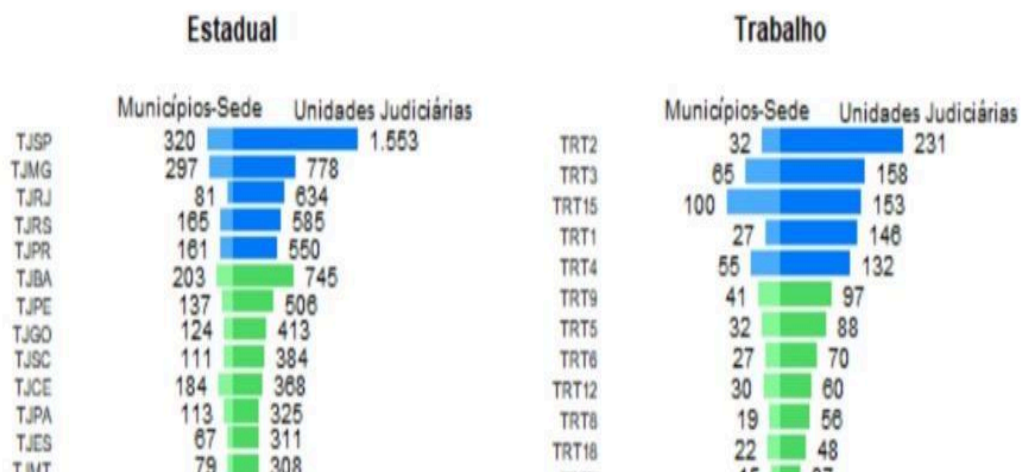 Estadual
Municípios-Sede Unidades Judiciárias
TJSP 320 1.553
TJMG 297 778
TJRJ 81 634
TJRS 165 585
TJPR 161 550
TJBA 203 745
TJPE 137 506
TJGO 124 413
TJSC 111 384
TJCE 184 368
TJPA 113 325
TJES 67 311
TJMT 79 308
Trabalho
Municípios-Sede Unidades Judiciárias
TRT2 32 231
TRT3 65 158
TRT15 100 153
TRT1 27 146
TRT4 55 132
TRT9 41 97
TRT5 32 88
TRT6 27 70
TRT12 30 60
TRT8 19 56
TRT18 22 48